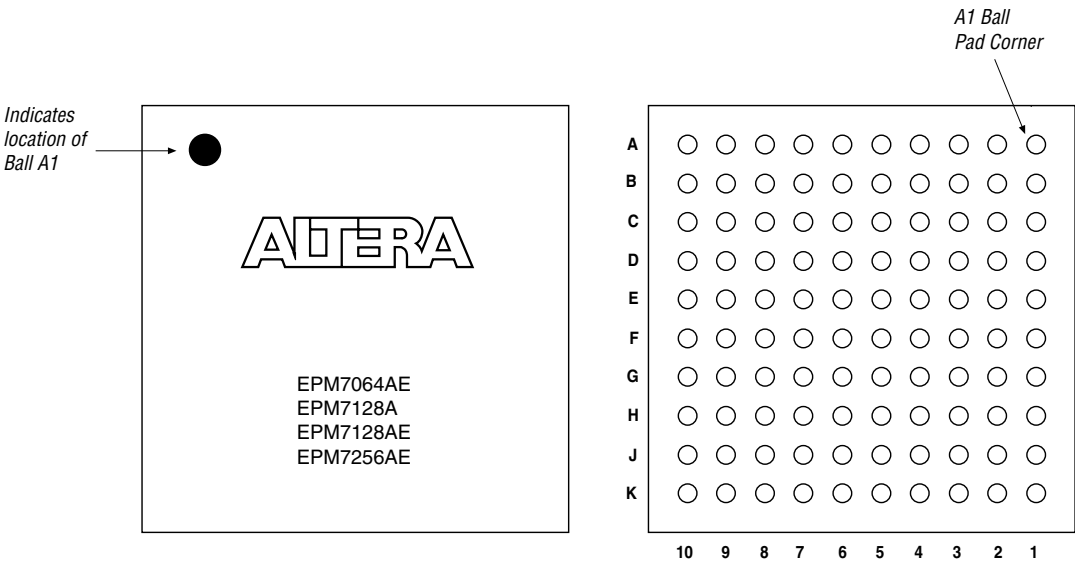 A1 Ball
Pad Corner
Indicates
location of
Ball A1
ALTERA
EPM7064AE
EPM7128A
EPM7128AE
EPM7256AE
A
B
C
D
E
F
G
H
J
K
10 9 8 7 6 5 4 3 2 1